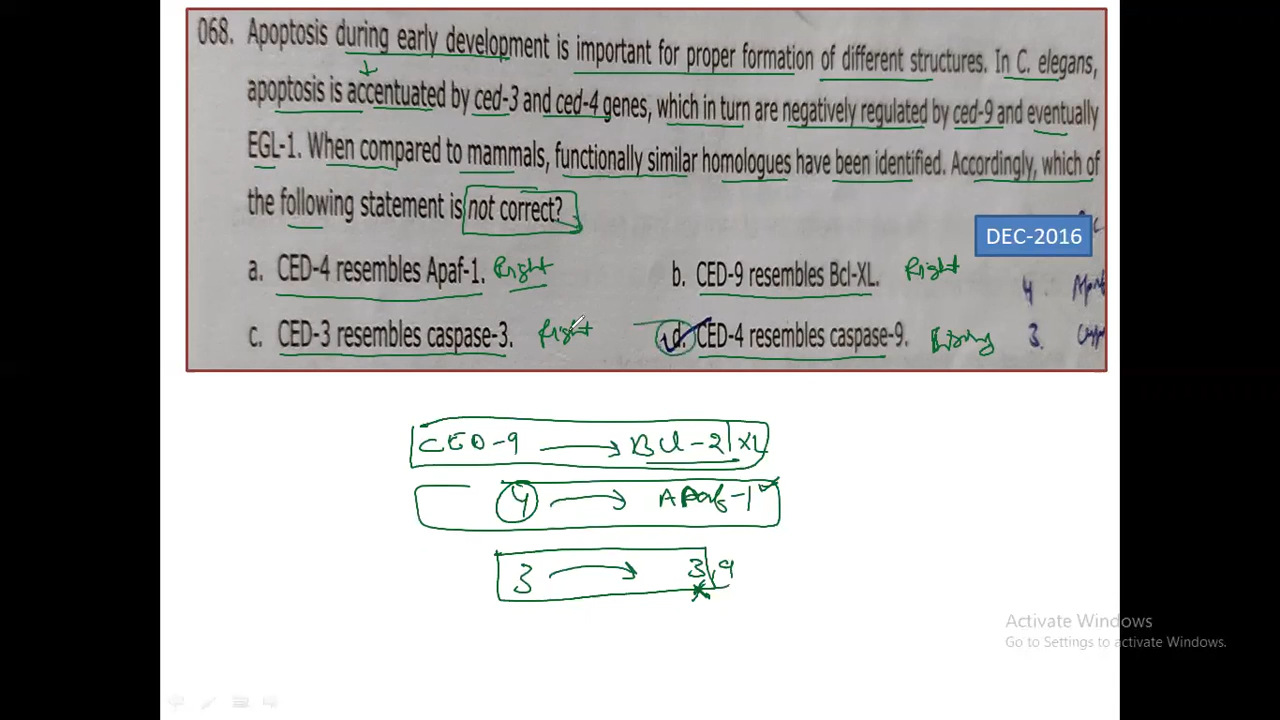 068. Apoptosis during early development is important for proper formation of different structures. In C. elegans,
apoptosis is accentuated by ced-3 and ced-4 genes, which in turn are negatively regulated by ced-9 and eventually
EGL-1. When compared to mammals, functionally similar homologues have been identified. Accordingly, which of
the following statement is not correct?
DEC-2016
a. CED-4 resembles Apaf-1. Right
b. CED-9 resembles Bcl-XL. Right
4
c. CED-3 resembles caspase-3. Right
d. CED-4 resembles caspase-9.
3.
CED-9 → Bcl-2 XL
4 → APaf-1
3 → 3, 9
Activate Windows
Go to Settings to activate Windows.